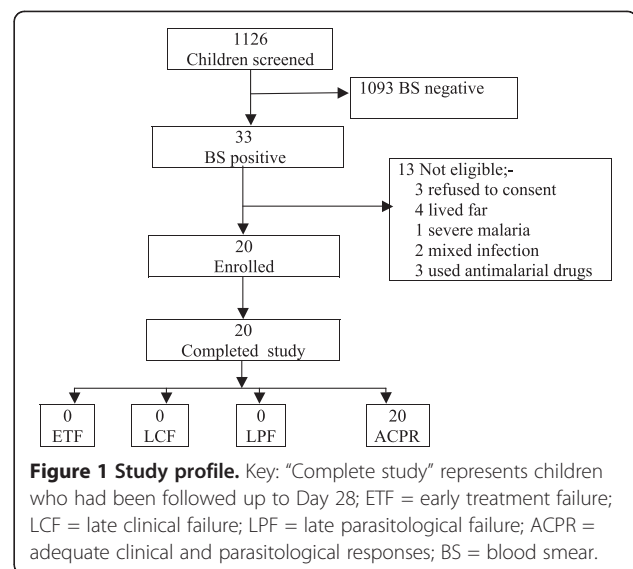 1126
Children screened
1093 BS negative
33
BS positive
13 Not eligible;-
3 refused to consent
4 lived far
1 severe malaria
2 mixed infection
3 used antimalarial drugs
20
Enrolled
20
Completed study
0
ETF
0
LCF
0
LPF
20
ACPR
Figure 1 Study profile. Key: “Complete study” represents children
who had been followed up to Day 28; ETF = early treatment failure;
LCF = late clinical failure; LPF = late parasitological failure; ACPR =
adequate clinical and parasitological responses; BS = blood smear.